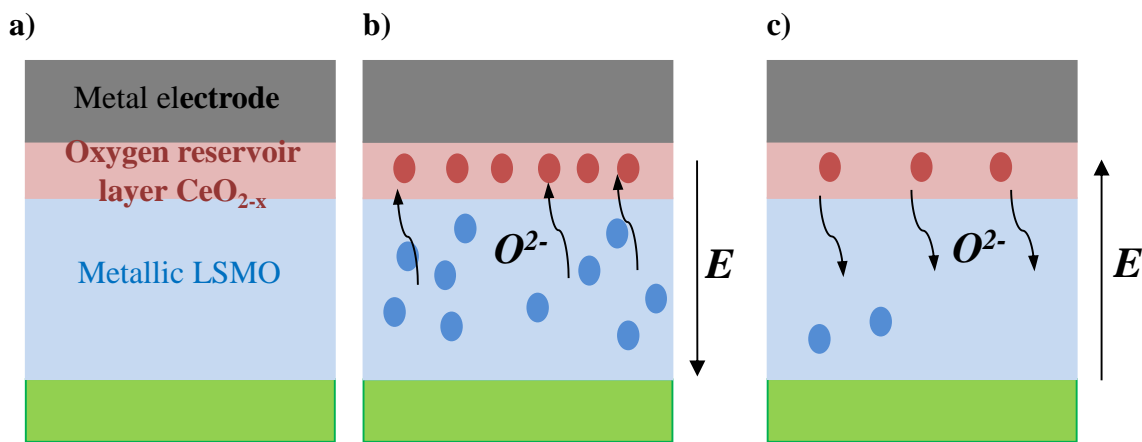 a)
b)
c)
Metal electrode
Oxygen reservoir
layer CeO2-x
Metallic LSMO
O2-
E
O2-
E